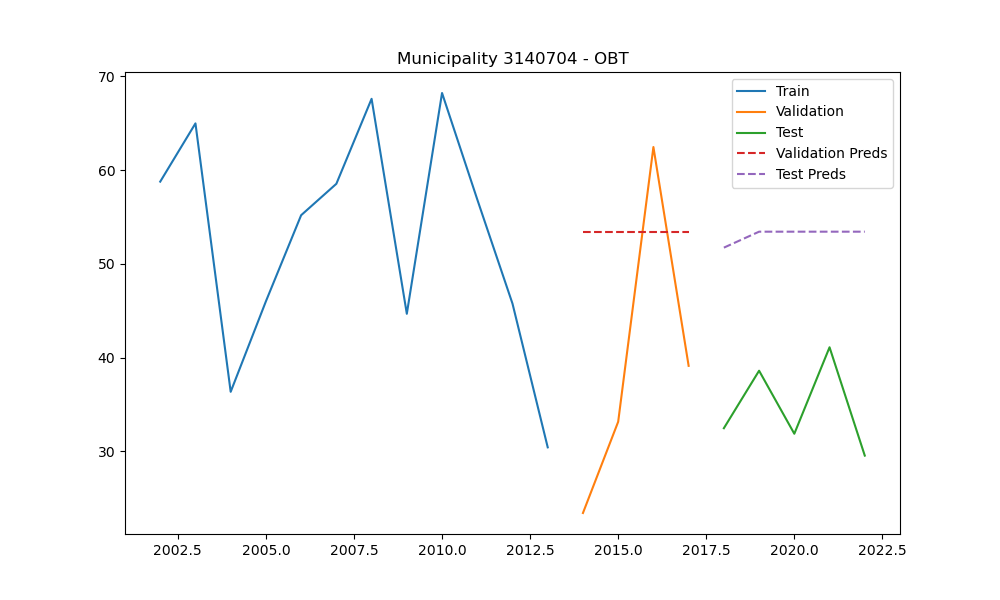 Municipality 3140704 - OBT
70
60
50
40
30
2002.5
2005.0
2007.5
2010.0
2012.5
2015.0
2017.5
2020.0
2022.5
Train
Validation
Test
Validation Preds
Test Preds